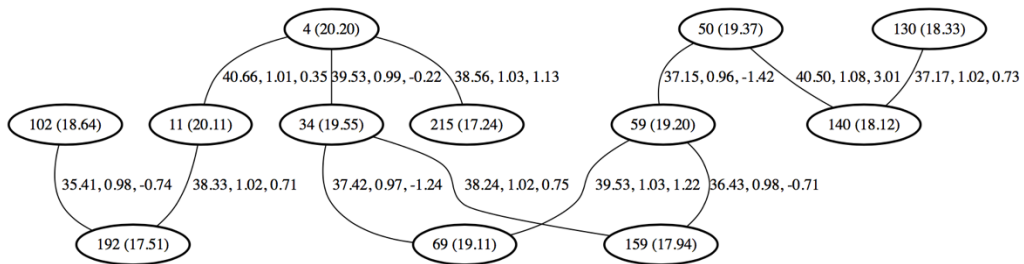 4 (20.20) 50 (19.37) 130 (18.33)
40.66, 1.01, 0.35 39.53, 0.99, -0.22 38.56, 1.03, 1.13 37.15, 0.96, -1.42 40.50, 1.08, 3.01 37.17, 1.02, 0.73
102 (18.64) 11 (20.11) 34 (19.55) 215 (17.24) 59 (19.20) 140 (18.12)
35.41, 0.98, -0.74 38.33, 1.02, 0.71 37.42, 0.97, -1.24 38.24, 1.02, 0.75 39.53, 1.03, 1.22 36.43, 0.98, -0.71
192 (17.51) 69 (19.11) 159 (17.94)